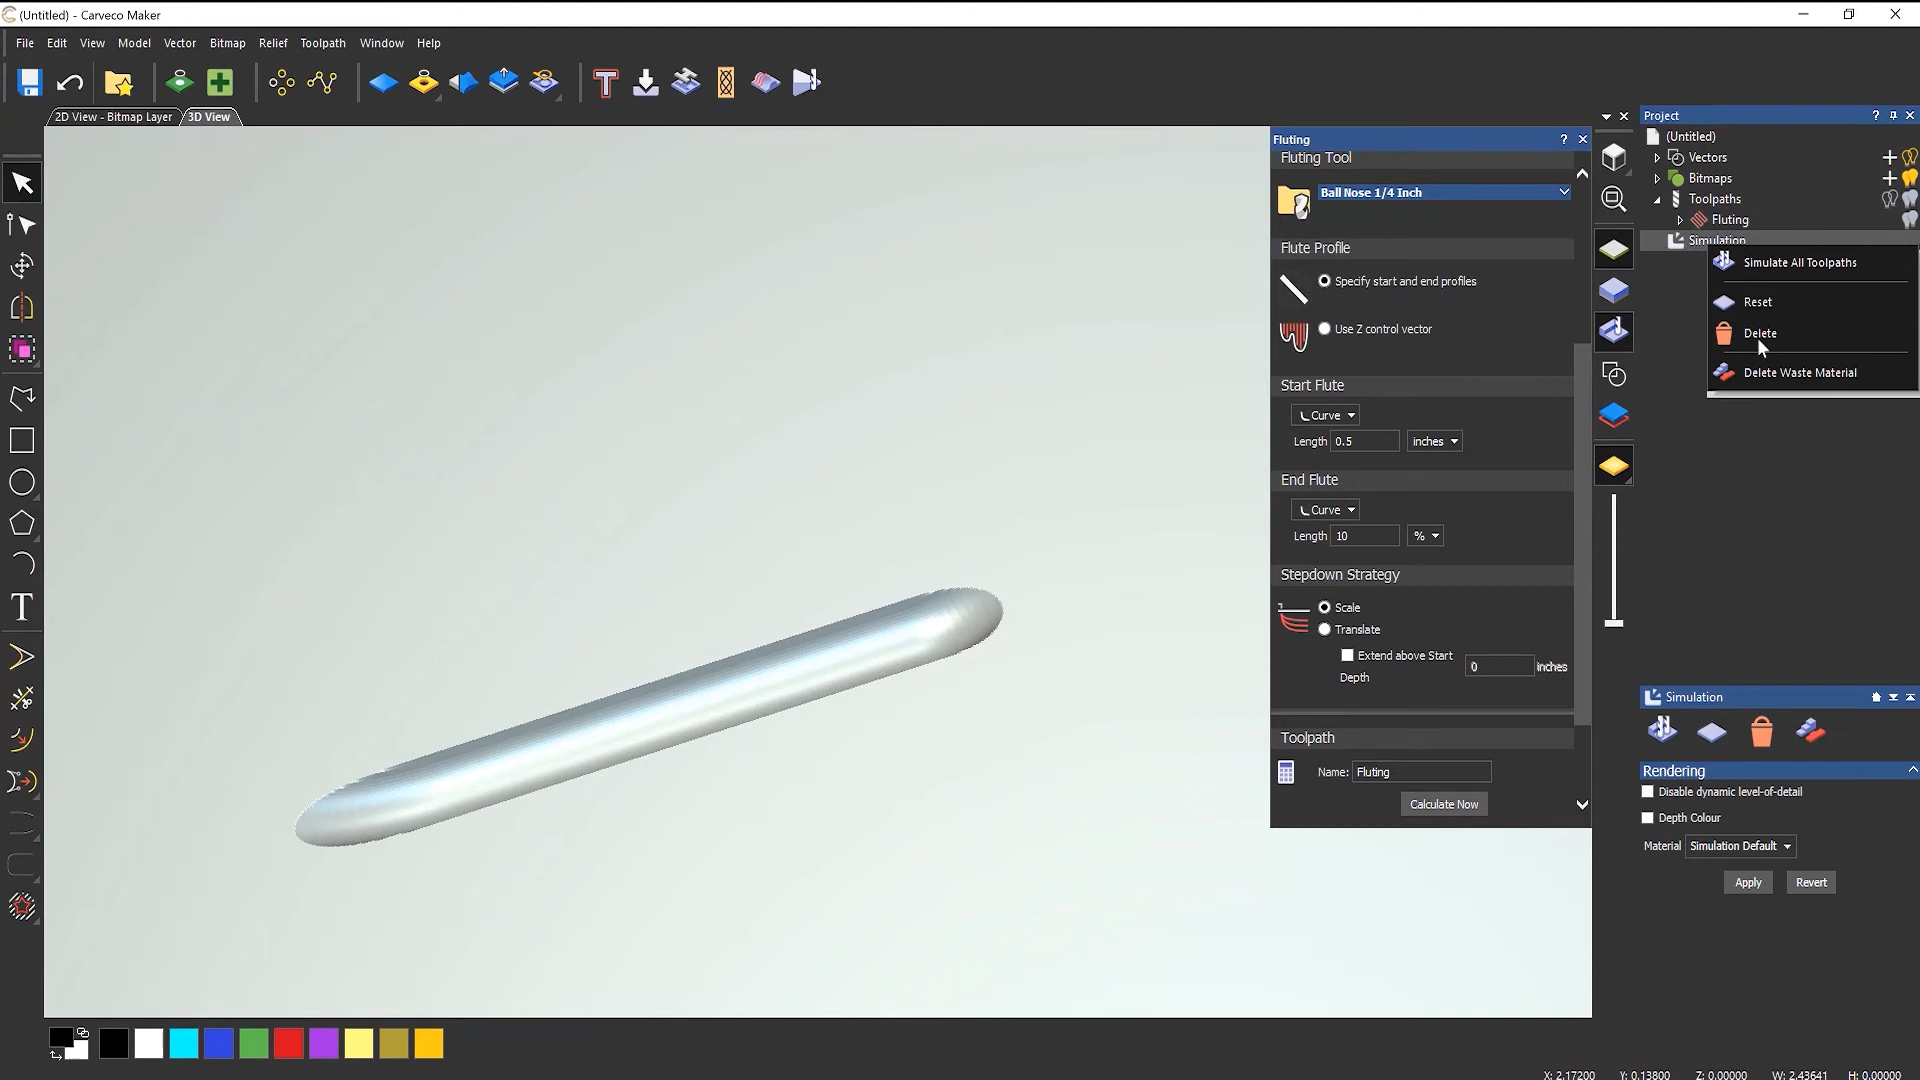 (Untitled) - Carveco Maker
File Edit View Model Vector Bitmap Relief Toolpath Window Help
2D View - Bitmap Layer 3D View
Fluting
Fluting Tool
Ball Nose 1/4 Inch
Flute Profile
Specify start and end profiles
Use Z control vector
Start Flute
Curve
Length 0.5 inches
End Flute
Curve
Length 10 %
Stepdown Strategy
Scale
Translate
Extend above Start
Depth
0 inches
Toolpath
Name: Fluting
Calculate Now
Project
(Untitled)
Vectors
Bitmaps
Toolpaths
Fluting
Simulation
Simulate All Toolpaths
Reset
Delete
Delete Waste Material
Simulation
Rendering
Disable dynamic level-of-detail
Depth Colour
Material Simulation Default
Apply Revert
X: 2.17200 Y: 0.13800 Z: 0.00000 W: 2.43641 H: 0.00000